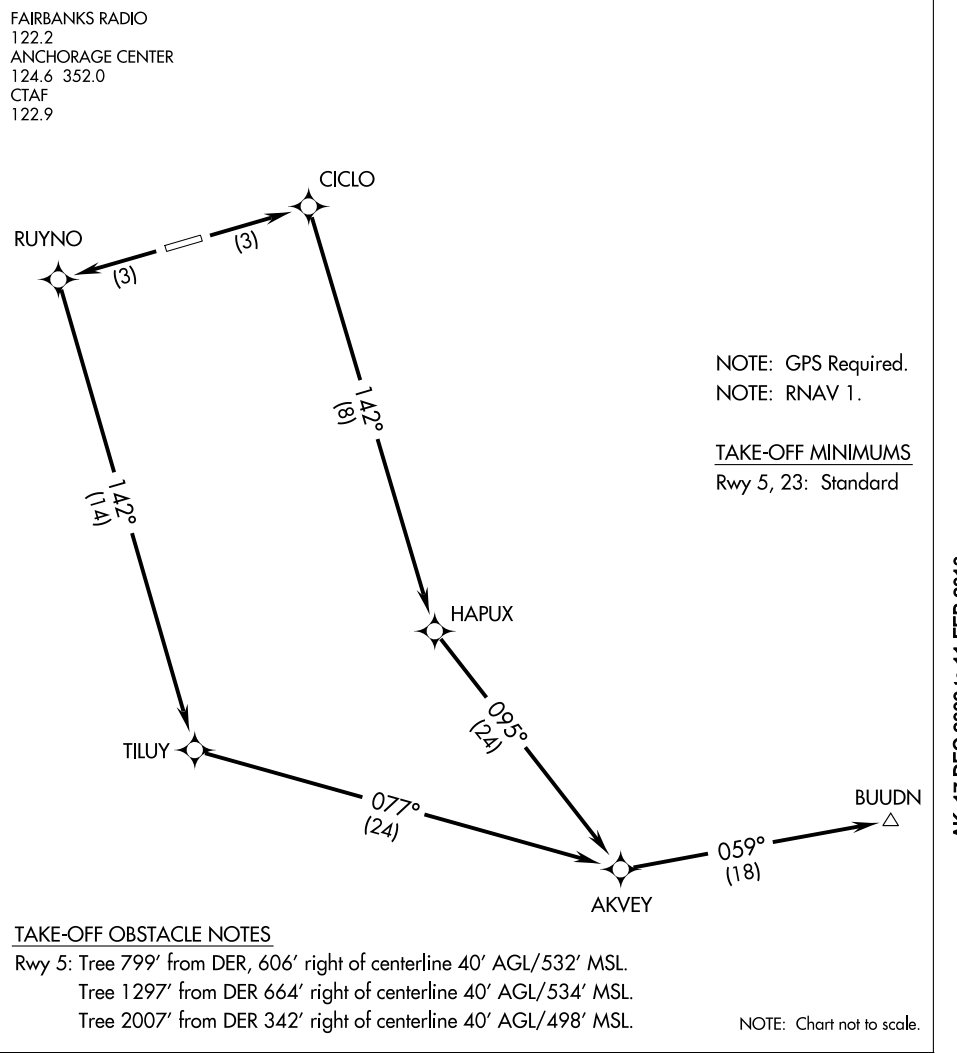 FAIRBANKS RADIO
122.2
ANCHORAGE CENTER
124.6 352.0
CTAF
122.9
CICLO
RUYNO
(3)
(3)
NOTE: GPS Required.
NOTE: RNAV 1.
142°
(8)
TAKE-OFF MINIMUMS
Rwy 5, 23: Standard
142°
(14)
HAPUX
095°
(24)
TILUY
077°
(24)
BUUDN
059°
(18)
AKVEY
TAKE-OFF OBSTACLE NOTES
Rwy 5: Tree 799' from DER, 606' right of centerline 40' AGL/532' MSL.
Tree 1297' from DER 664' right of centerline 40' AGL/534' MSL.
Tree 2007' from DER 342' right of centerline 40' AGL/498' MSL.
NOTE: Chart not to scale.